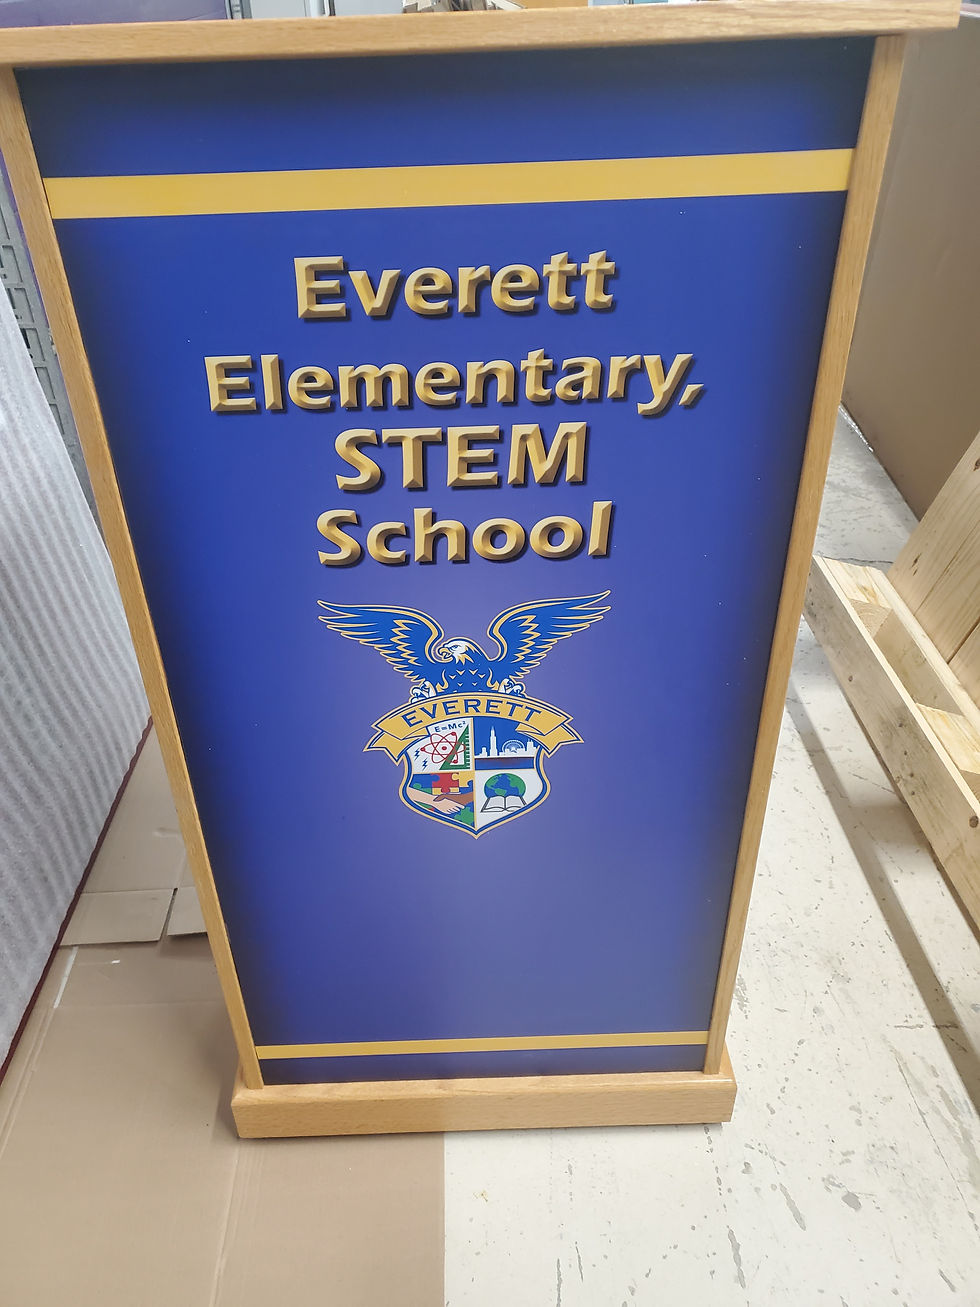 Everett
Elementary,
STEM
School
EVERETT
E=Mc²